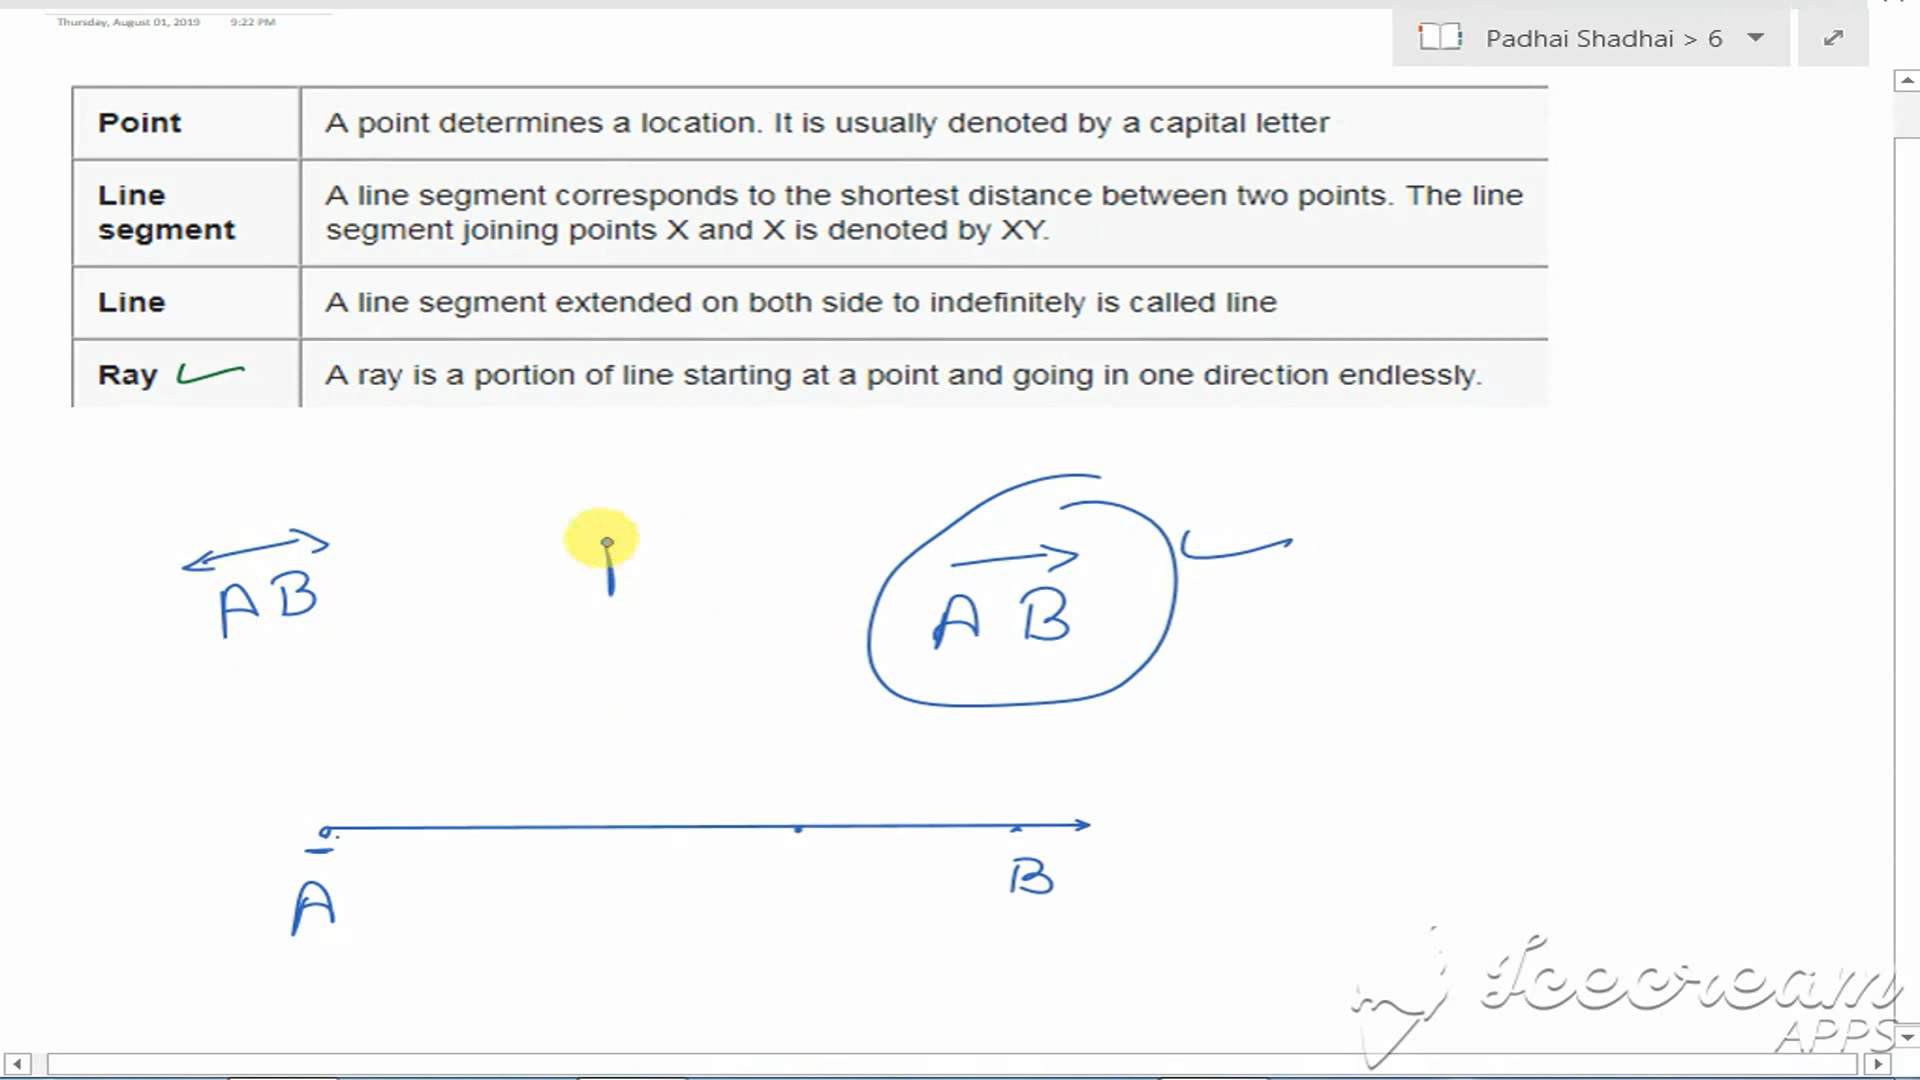 Thursday, August 01, 2019 9:22 PM
Padhai Shadhai > 6
Point A point determines a location. It is usually denoted by a capital letter
Line segment A line segment corresponds to the shortest distance between two points. The line
segment joining points X and X is denoted by XY.
Line A line segment extended on both side to indefinitely is called line
Ray A ray is a portion of line starting at a point and going in one direction endlessly.
AB
A B
B
A
Icecream
APPS